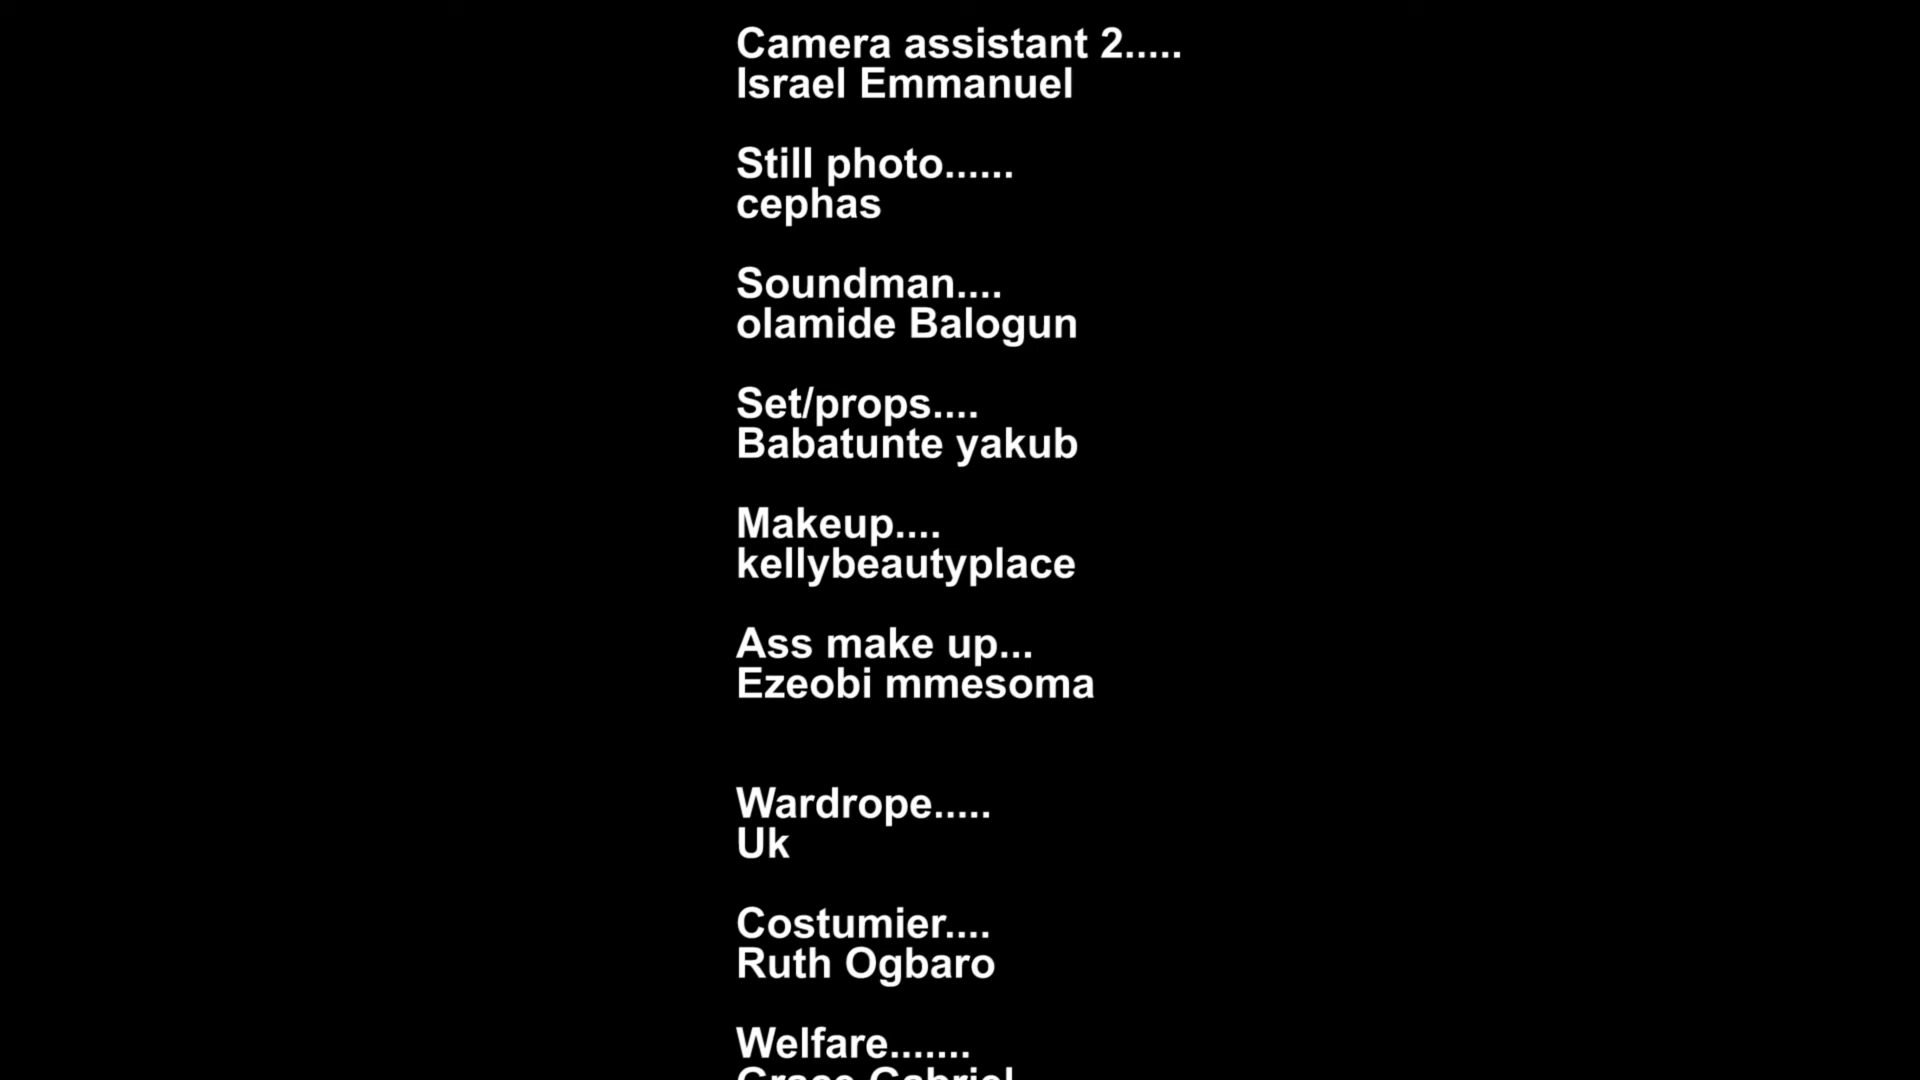 Camera assistant 2.....
Israel Emmanuel
Still photo......
cephas
Soundman....
olamide Balogun
Set/props....
Babatunte yakub
Makeup....
kellybeautyplace
Ass make up...
Ezeobi mmesoma
Wardrope.....
Uk
Costumier....
Ruth Ogbaro
Welfare.......
Grace Gabriel